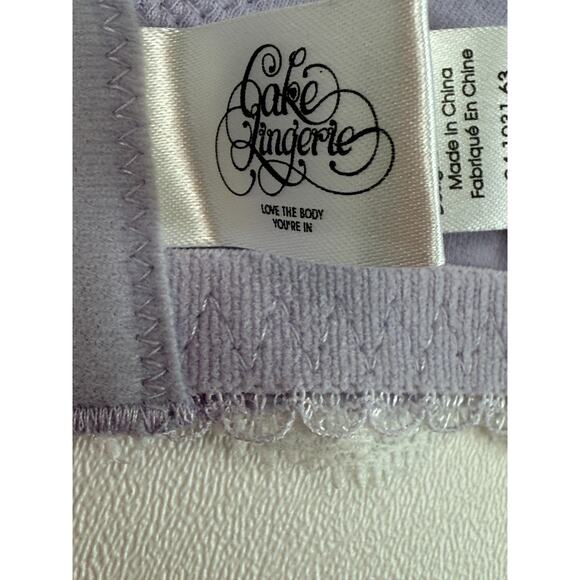 Cake
Lingerie
LOVE THE BODY
YOU'RE IN
Made In China
Fabriqué En Chine